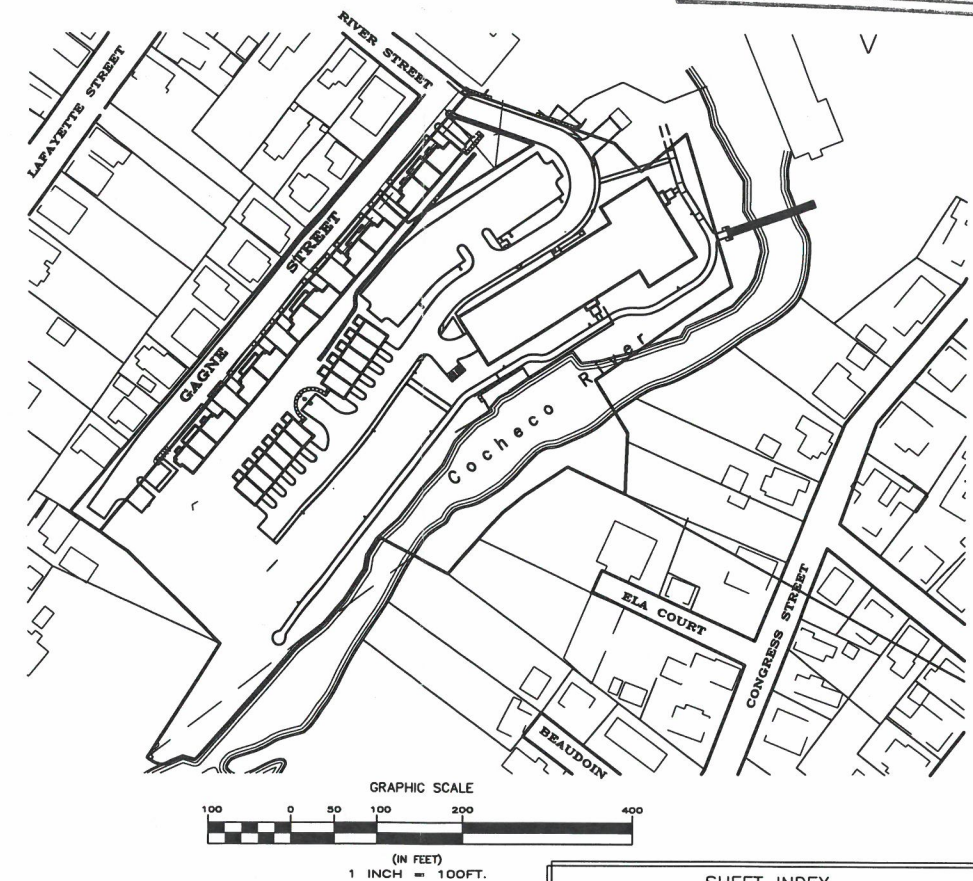 RIVER STREET
LAFAYETTE STREET
STREET
GAGNE
Cocheco River
ELA COURT
CONGRESS STREET
BEAUDOIN
GRAPHIC SCALE
100 0 50 100 200 400
(IN FEET)
1 INCH = 100FT.
SHEET INDEX